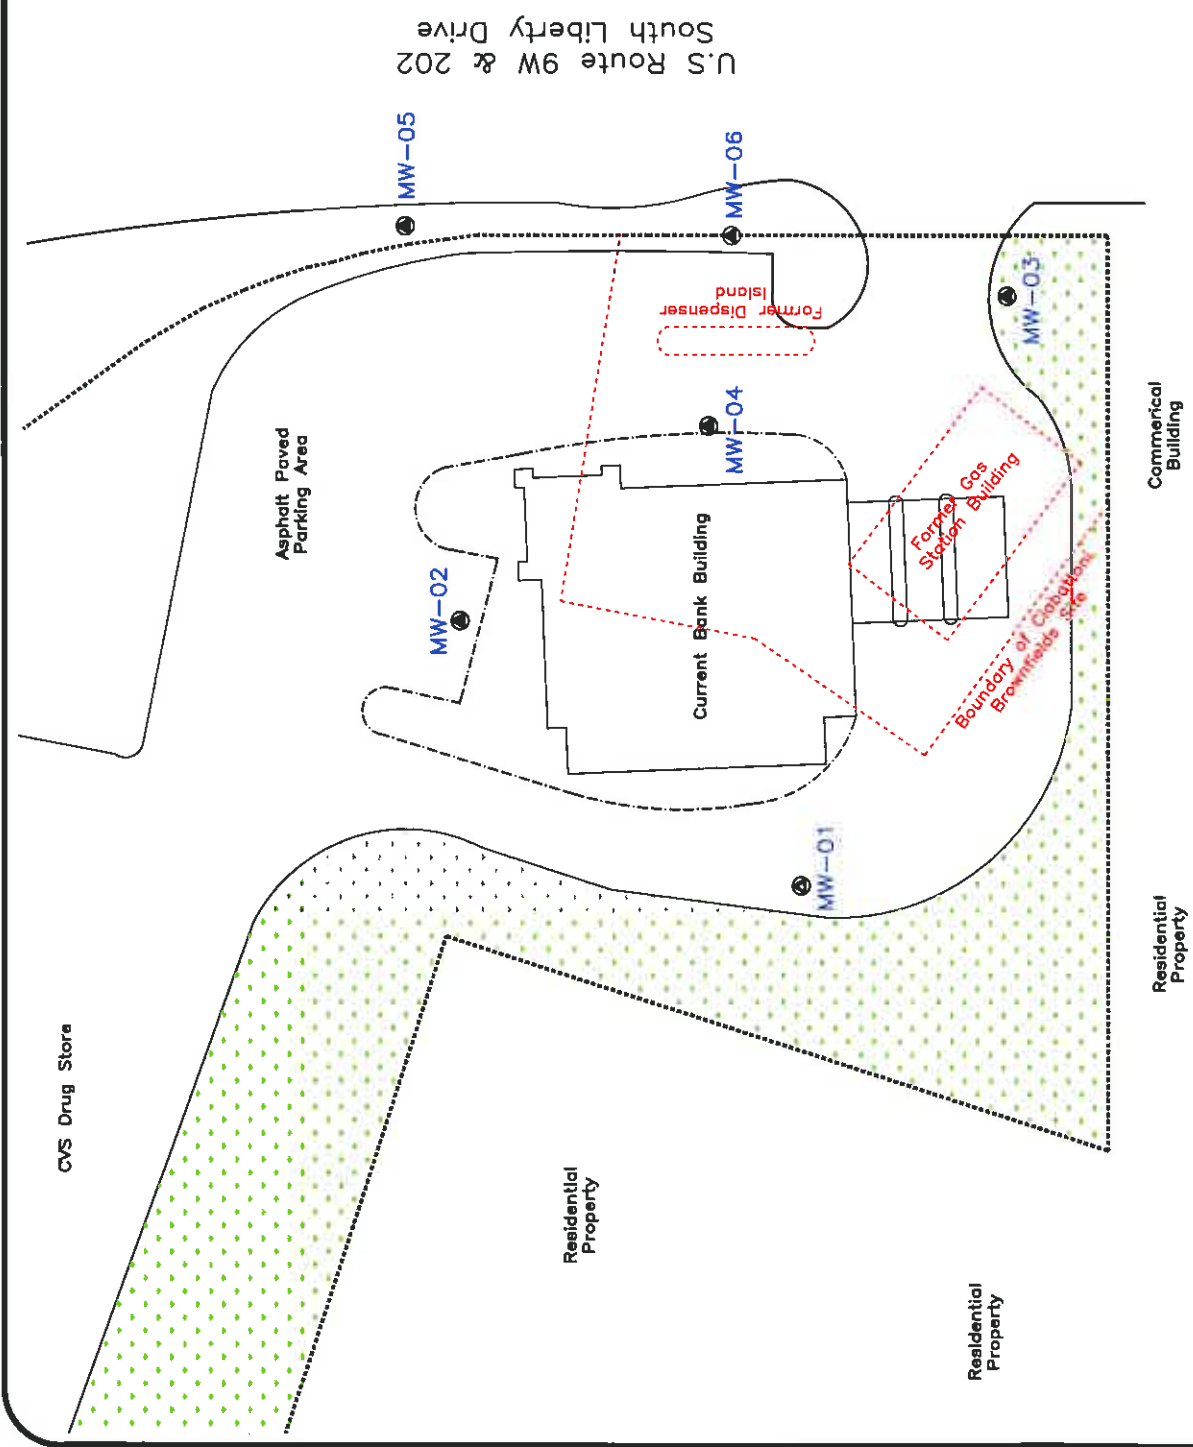 U.S Route 9W & 202
South Liberty Drive
MW-05
MW-06
Former Dispenser
Island
MW-03
MW-04
Asphalt Paved
Parking Area
MW-02
Current Bank Building
Former Gas
Station Building
Boundary of Ciabattoni
Brownfields Site
Commerical
Building
MW-01
CVS Drug Store
Residential
Property
Residential
Property
Residential
Property